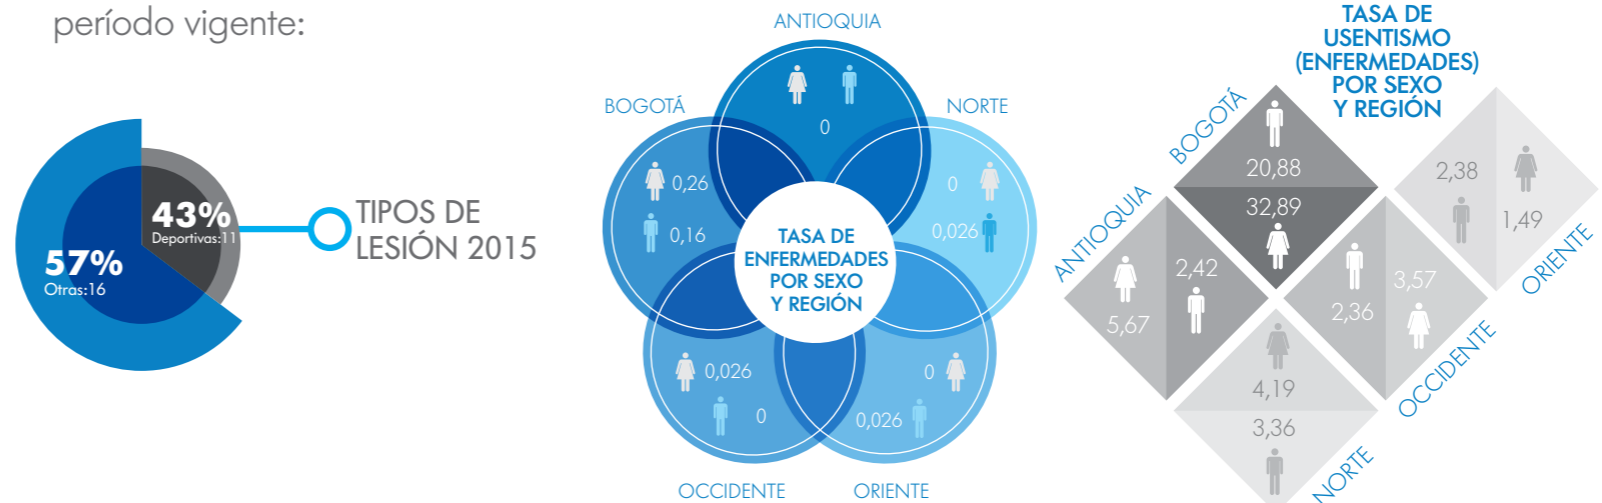 período vigente:
43%
Deportivas:11
57%
Otras:16
TIPOS DE
LESIÓN 2015
ANTIOQUIA
0
BOGOTÁ
0,26
0,16
NORTE
0
0,026
TASA DE
ENFERMEDADES
POR SEXO
Y REGIÓN
0,026
0
OCCIDENTE
0
0,026
ORIENTE
TASA DE
USENTISMO
(ENFERMEDADES)
POR SEXO
Y REGIÓN
BOGOTÁ
20,88
32,89
ANTIOQUIA
5,67
2,42
2,38
1,49
ORIENTE
2,36
3,57
OCCIDENTE
4,19
3,36
NORTE